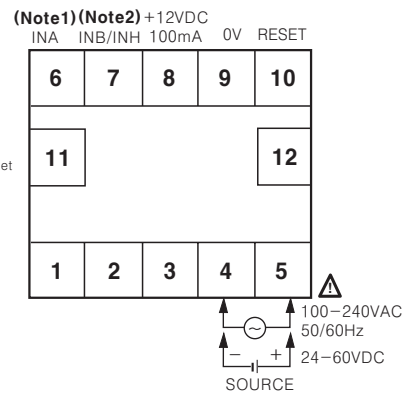 (Note1) (Note2) +12VDC
INA INB/INH 100mA 0V RESET
6 7 8 9 10
et 11 12
1 2 3 4 5
100-240VAC
50/60Hz
- + 24-60VDC
SOURCE